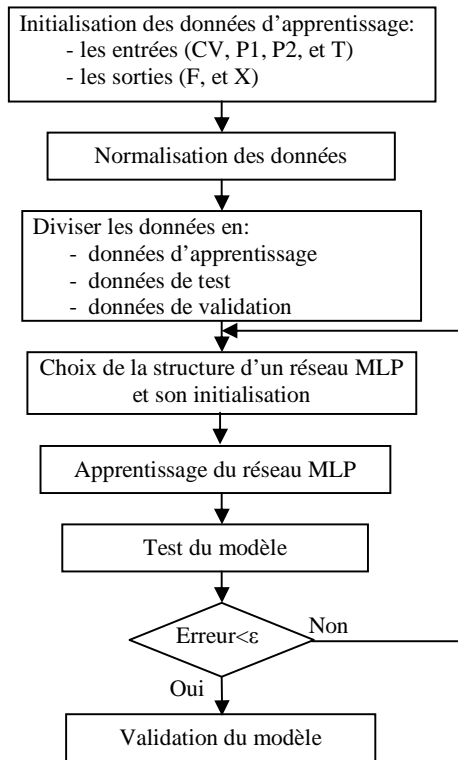 Initialisation des données d’apprentissage:
- les entrées (CV, P1, P2, et T)
- les sorties (F, et X)
Normalisation des données
Diviser les données en:
- données d’apprentissage
- données de test
- données de validation
Choix de la structure d’un réseau MLP
et son initialisation
Apprentissage du réseau MLP
Test du modèle
Erreur<ε
Non
Oui
Validation du modèle